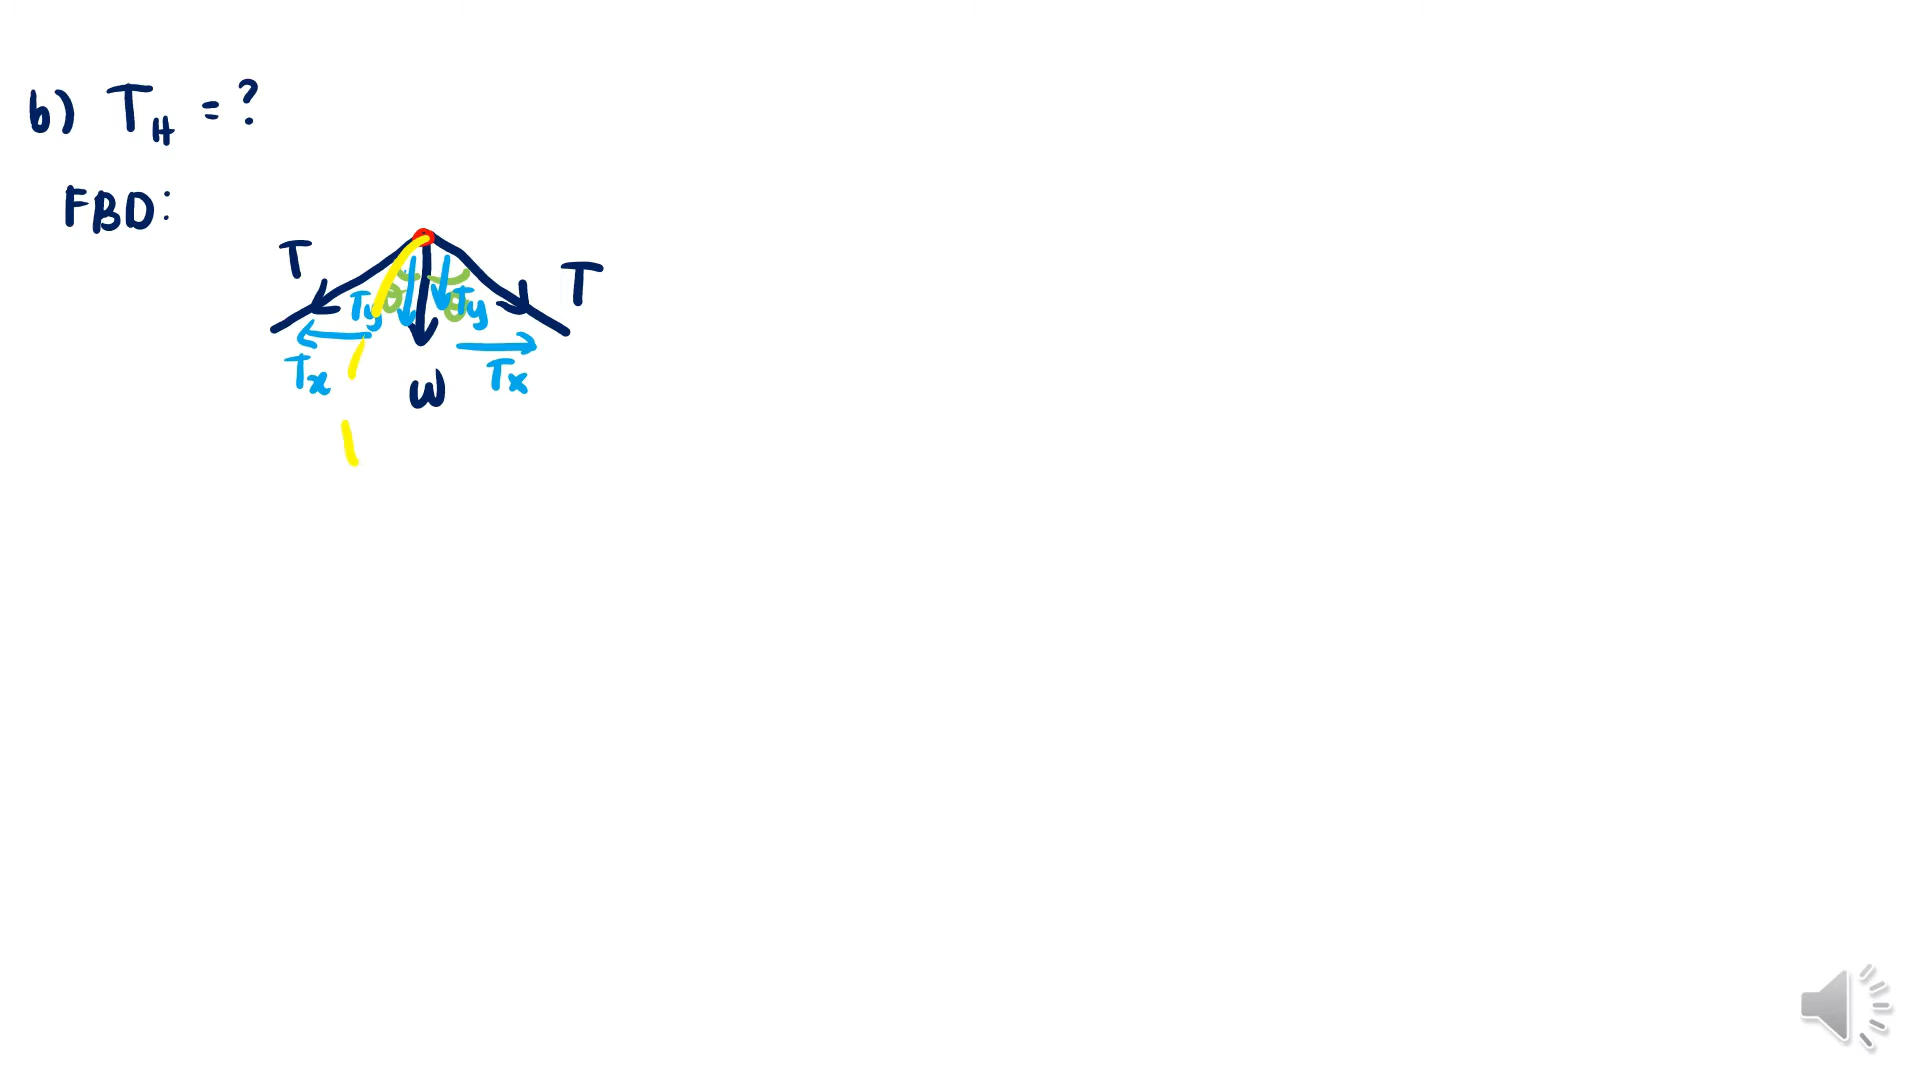 b) T_H = ?
FBD:
T T
Ty θ θ Ty
Tx w Tx